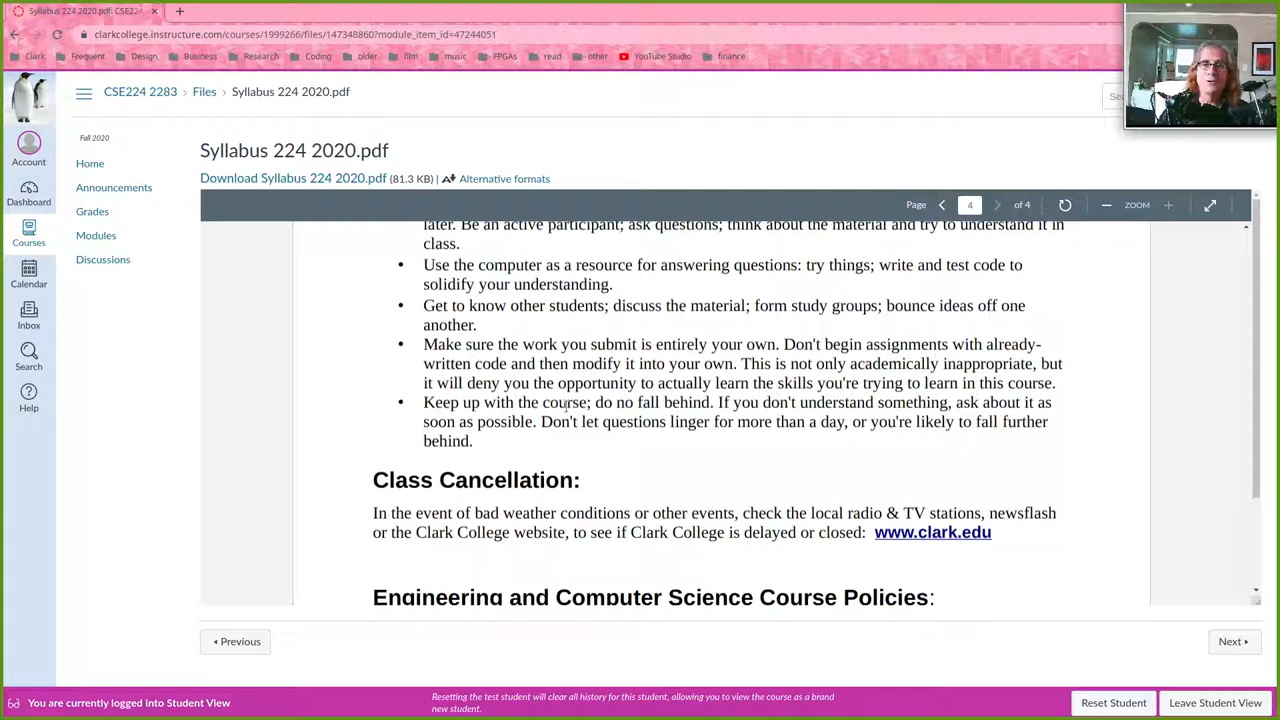 Syllabus 224 2020.pdf: CSE224
clarkcollege.instructure.com/courses/1999266/files/147348860?module_item_id=47244051
Clark Frequent Design Business Research Coding older film music FPGAs read other YouTube Studio finance
CSE224 2283 › Files › Syllabus 224 2020.pdf
Sea
Account
Dashboard
Courses
Calendar
Inbox
Search
Help
Fall 2020
Home
Announcements
Grades
Modules
Discussions
Syllabus 224 2020.pdf
Download Syllabus 224 2020.pdf (81.3 KB) | Alternative formats
Page 4 of 4 ZOOM
later. Be an active participant; ask questions; think about the material and try to understand it in
class.
• Use the computer as a resource for answering questions: try things; write and test code to
solidify your understanding.
• Get to know other students; discuss the material; form study groups; bounce ideas off one
another.
• Make sure the work you submit is entirely your own. Don't begin assignments with already-
written code and then modify it into your own. This is not only academically inappropriate, but
it will deny you the opportunity to actually learn the skills you're trying to learn in this course.
• Keep up with the course; do no fall behind. If you don't understand something, ask about it as
soon as possible. Don't let questions linger for more than a day, or you're likely to fall further
behind.
Class Cancellation:
In the event of bad weather conditions or other events, check the local radio & TV stations, newsflash
or the Clark College website, to see if Clark College is delayed or closed: www.clark.edu
Engineering and Computer Science Course Policies:
Previous
Next
You are currently logged into Student View
Resetting the test student will clear all history for this student, allowing you to view the course as a brand
new student.
Reset Student
Leave Student View